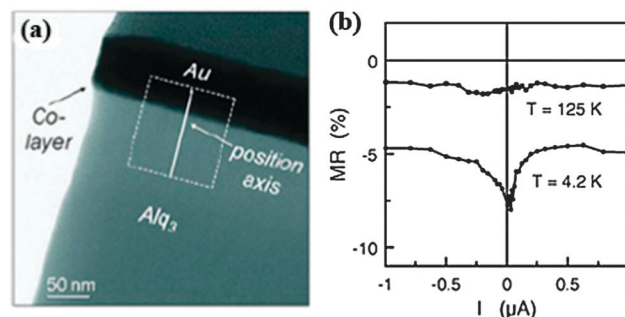 (a)
Au
Co-
layer
position
axis
Alq3
50 nm
(b)
0
-5
-10
MR (%)
T = 125 K
T = 4.2 K
-1
-0.5
0
0.5
I (μA)